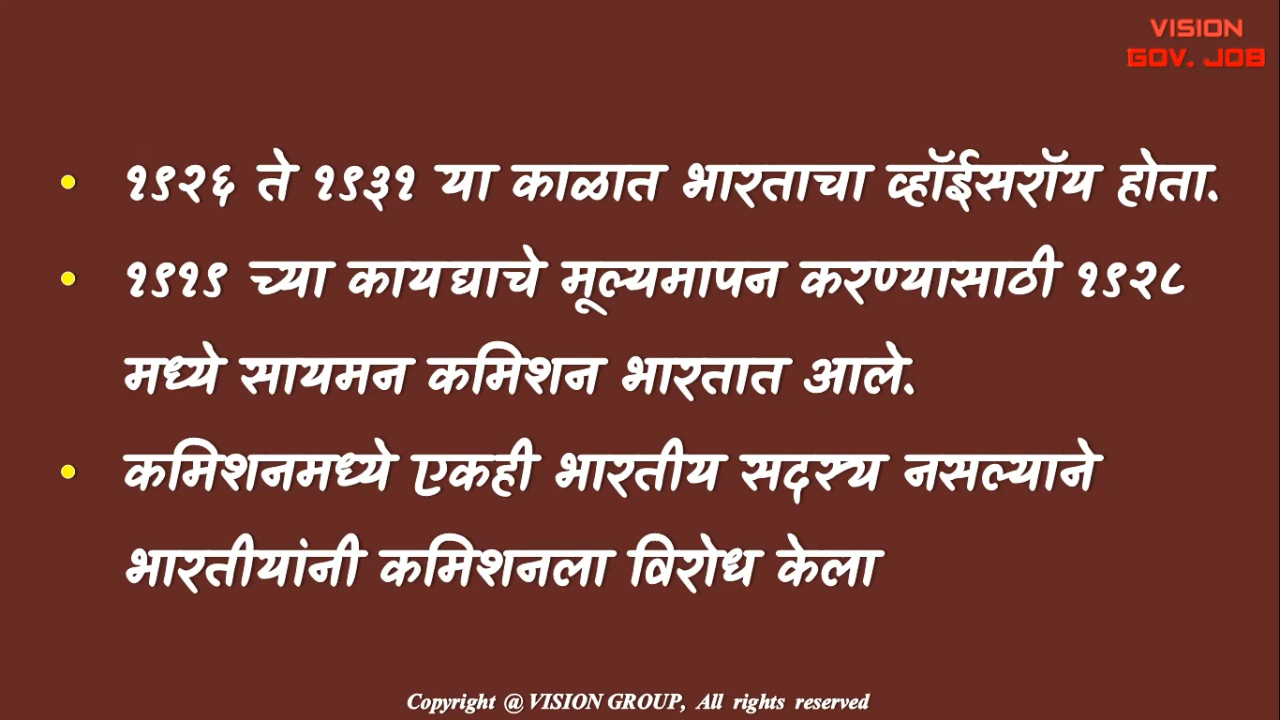 VISION
GOV. JOB
• १९२६ ते १९३१ या काळात भारताचा व्हॉईसरॉय होता.
• १९१९ च्या कायद्याचे मूल्यमापन करण्यासाठी १९२८
मध्ये सायमन कमिशन भारतात आले.
• कमिशनमध्ये एकही भारतीय सदस्य नसल्याने
भारतीयांनी कमिशनला विरोध केला
Copyright @ VISION GROUP, All rights reserved